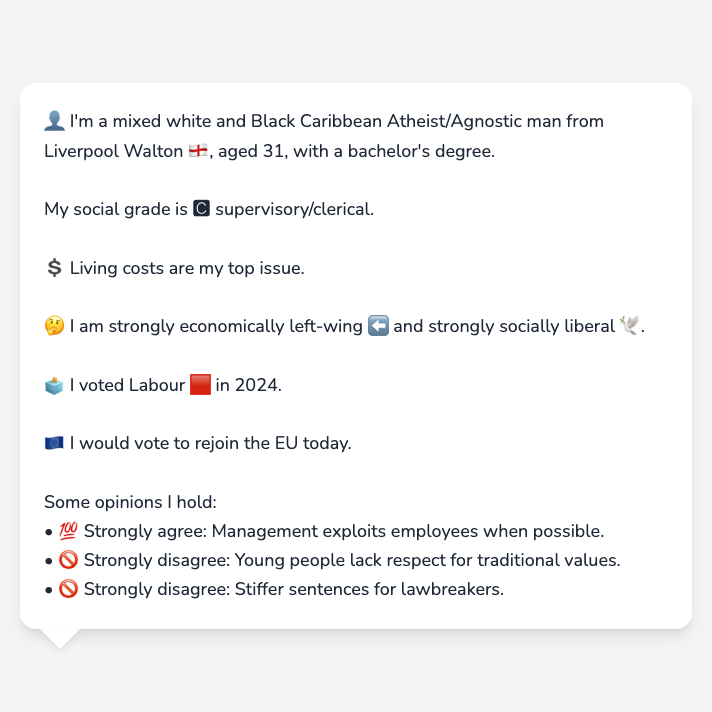 👤 I'm a mixed white and Black Caribbean Atheist/Agnostic man from
Liverpool Walton 🏴󠁧󠁢󠁥󠁮󠁧󠁿, aged 31, with a bachelor's degree.
My social grade is 🅲 supervisory/clerical.
💲 Living costs are my top issue.
🤔 I am strongly economically left-wing ⬅️ and strongly socially liberal 🕊️.
🗳️ I voted Labour 🟥 in 2024.
🇪🇺 I would vote to rejoin the EU today.
Some opinions I hold:
• 💯 Strongly agree: Management exploits employees when possible.
• 🚫 Strongly disagree: Young people lack respect for traditional values.
• 🚫 Strongly disagree: Stiffer sentences for lawbreakers.